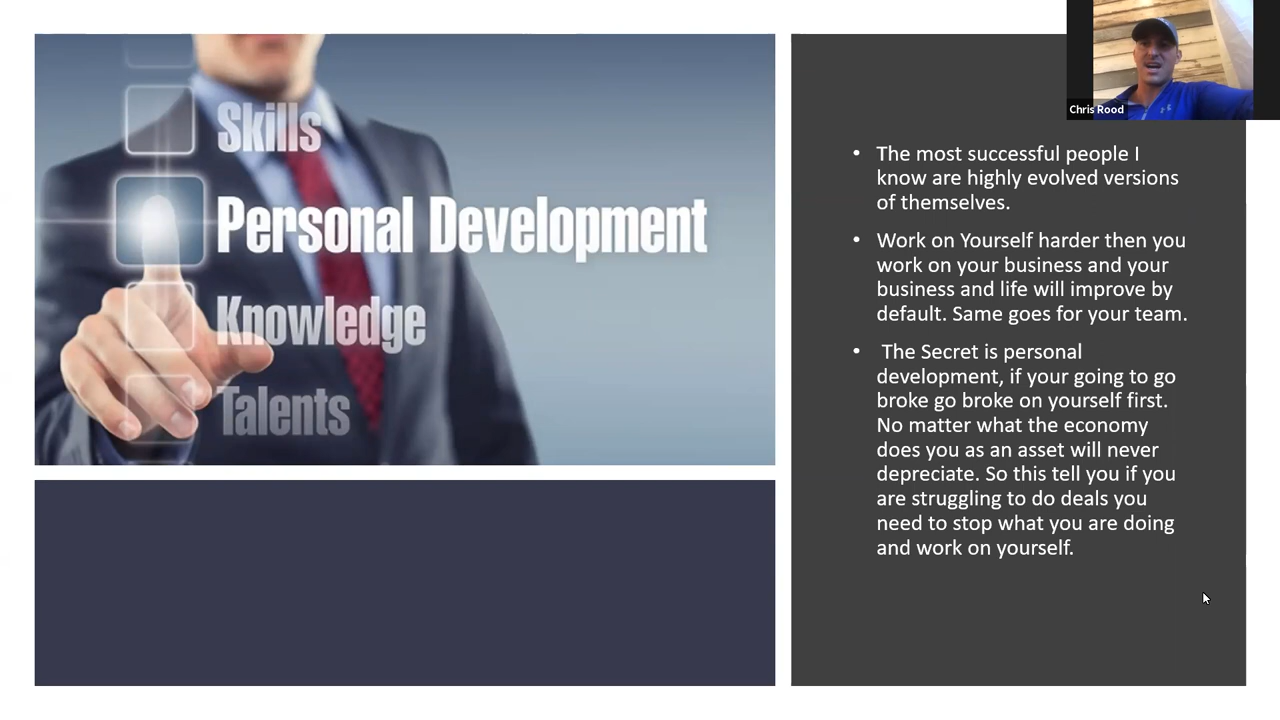 Skills
Personal Development
Knowledge
Talents
Chris Rood
• The most successful people I
know are highly evolved versions
of themselves.
• Work on Yourself harder then you
work on your business and your
business and life will improve by
default. Same goes for your team.
• The Secret is personal
development, if your going to go
broke go broke on yourself first.
No matter what the economy
does you as an asset will never
depreciate. So this tell you if you
are struggling to do deals you
need to stop what you are doing
and work on yourself.